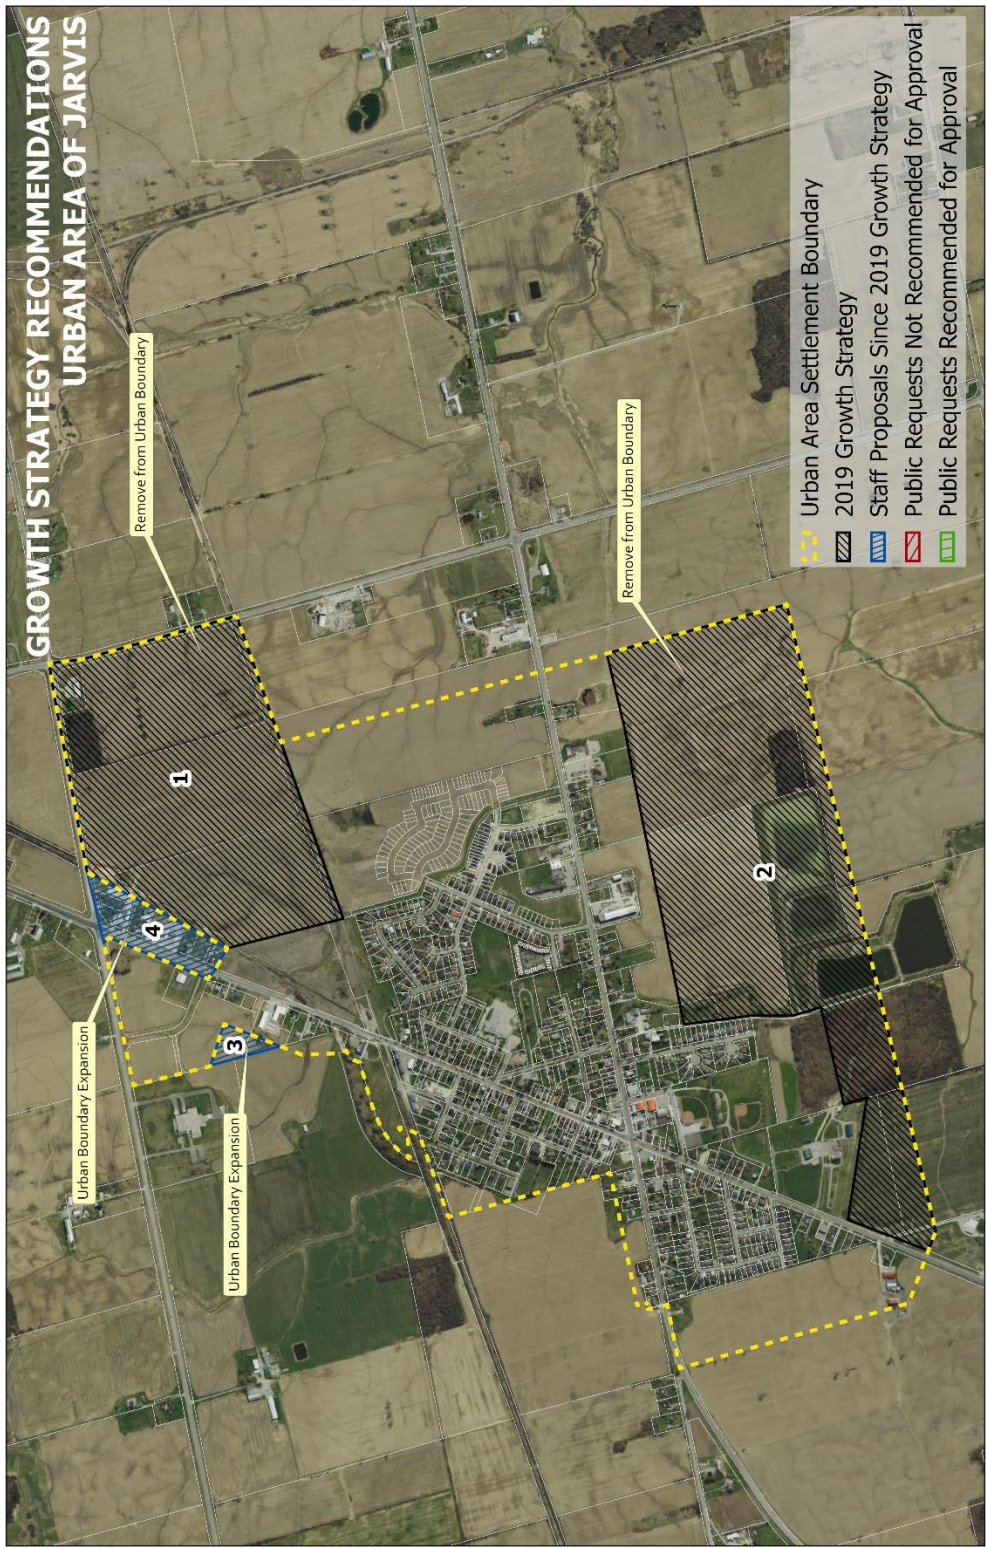 GROWTH STRATEGY RECOMMENDATIONS
URBAN AREA OF JARVIS
Urban Boundary Expansion
4
3
Urban Boundary Expansion
1
Remove from Urban Boundary
2
Remove from Urban Boundary
Urban Area Settlement Boundary
2019 Growth Strategy
Staff Proposals Since 2019 Growth Strategy
Public Requests Not Recommended for Approval
Public Requests Recommended for Approval